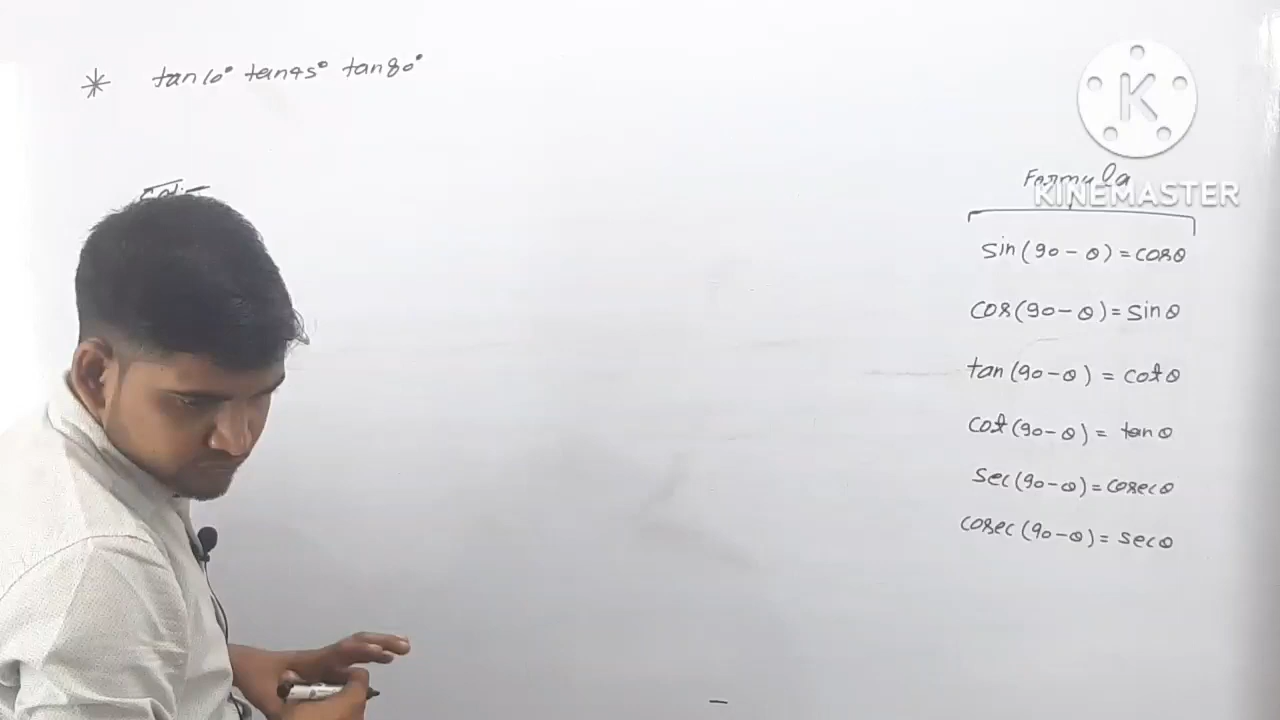 * tan10° tan45° tan80°
Soln
K
Formula
KINEMASTER
sin(90-θ)=cosθ
cos(90-θ)=sinθ
tan(90-θ)=cotθ
cot(90-θ)=tanθ
sec(90-θ)=cosecθ
cosec(90-θ)=secθ